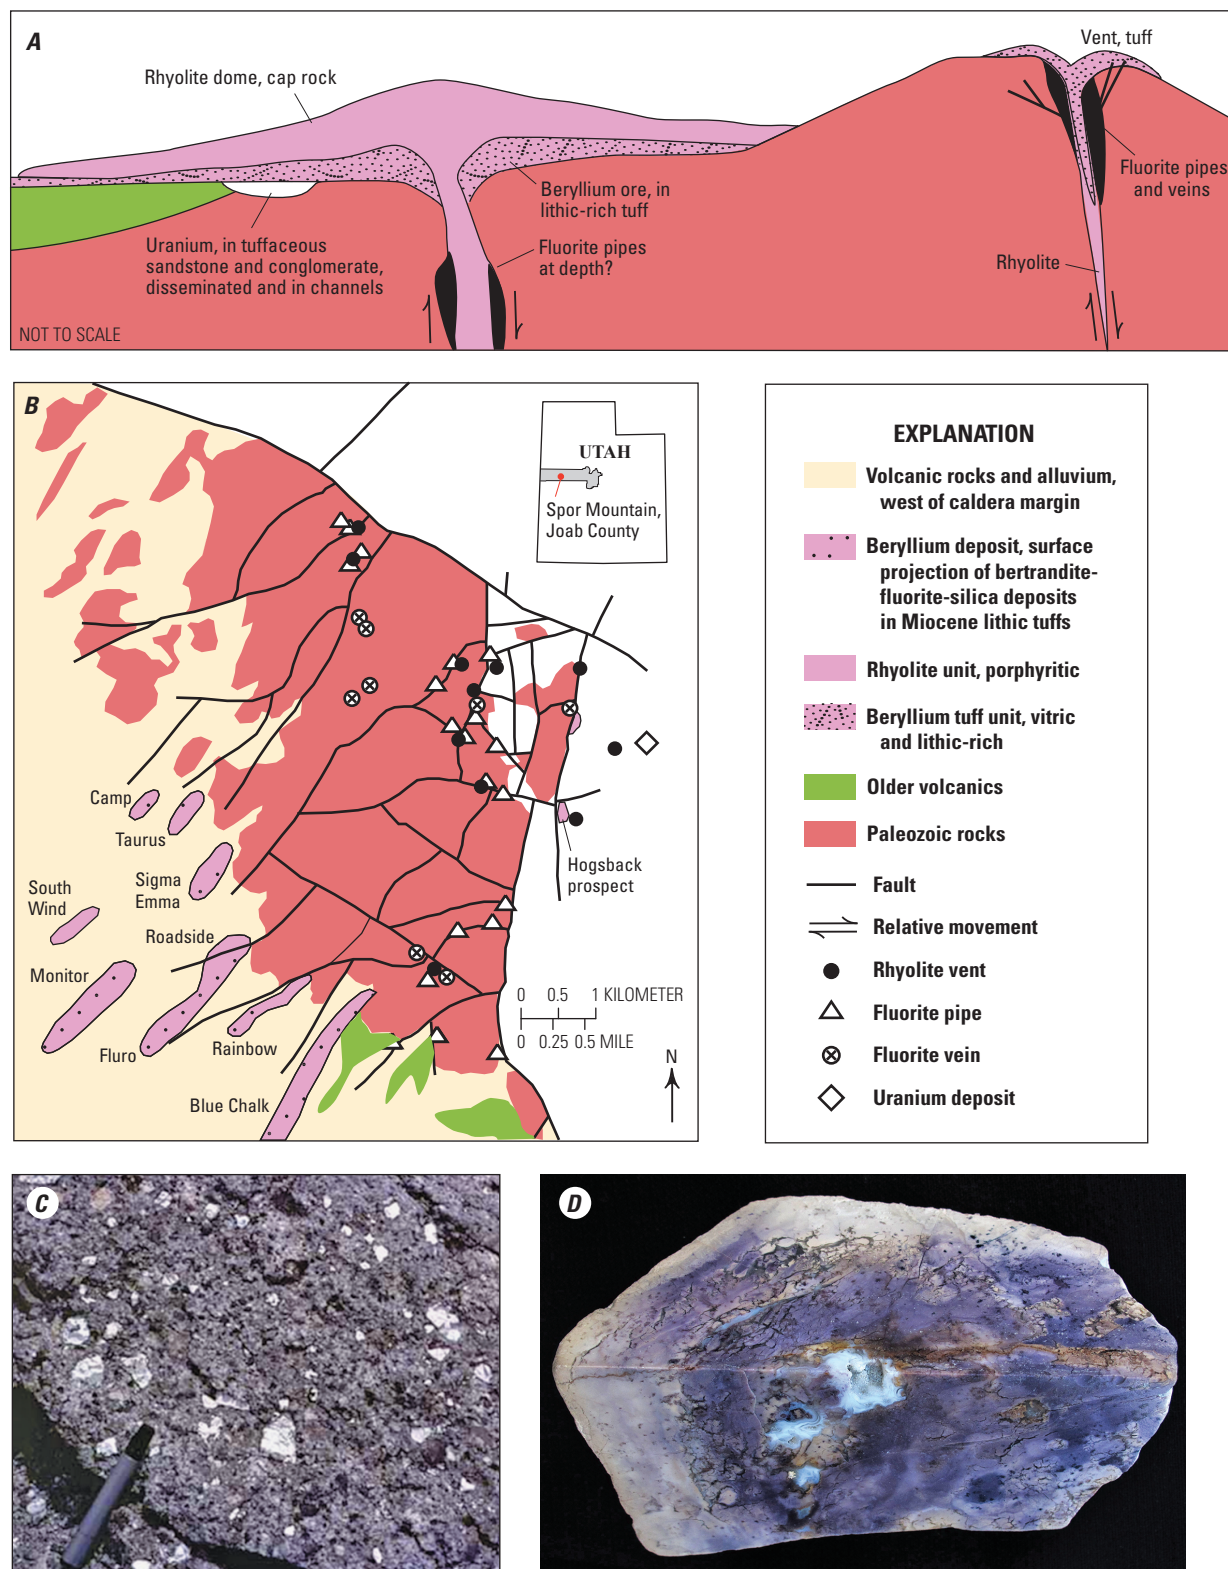 A
Rhyolite dome, cap rock
Vent, tuff
Beryllium ore, in
lithic-rich tuff
Fluorite pipes
and veins
Uranium, in tuffaceous
sandstone and conglomerate,
disseminated and in channels
Fluorite pipes
at depth?
Rhyolite
NOT TO SCALE
B
UTAH
Spor Mountain,
Joab County
Camp
Taurus
Sigma
Emma
South
Wind
Roadside
Monitor
Fluro
Rainbow
Blue Chalk
Hogsback
prospect
0 0.5 1 KILOMETER
0 0.25 0.5 MILE
N
EXPLANATION
Volcanic rocks and alluvium,
west of caldera margin
Beryllium deposit, surface
projection of bertrandite-
fluorite-silica deposits
in Miocene lithic tuffs
Rhyolite unit, porphyritic
Beryllium tuff unit, vitric
and lithic-rich
Older volcanics
Paleozoic rocks
Fault
Relative movement
Rhyolite vent
Fluorite pipe
Fluorite vein
Uranium deposit
C
D